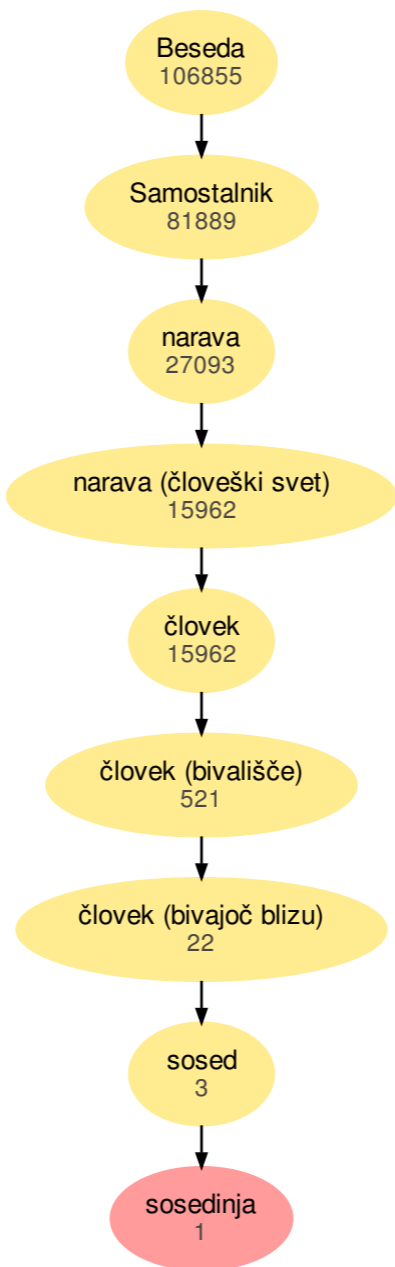 Beseda
106855
Samostalnik
81889
narava
27093
narava (človeški svet)
15962
človek
15962
človek (bivališče)
521
človek (bivajoč blizu)
22
sosed
3
sosedinja
1